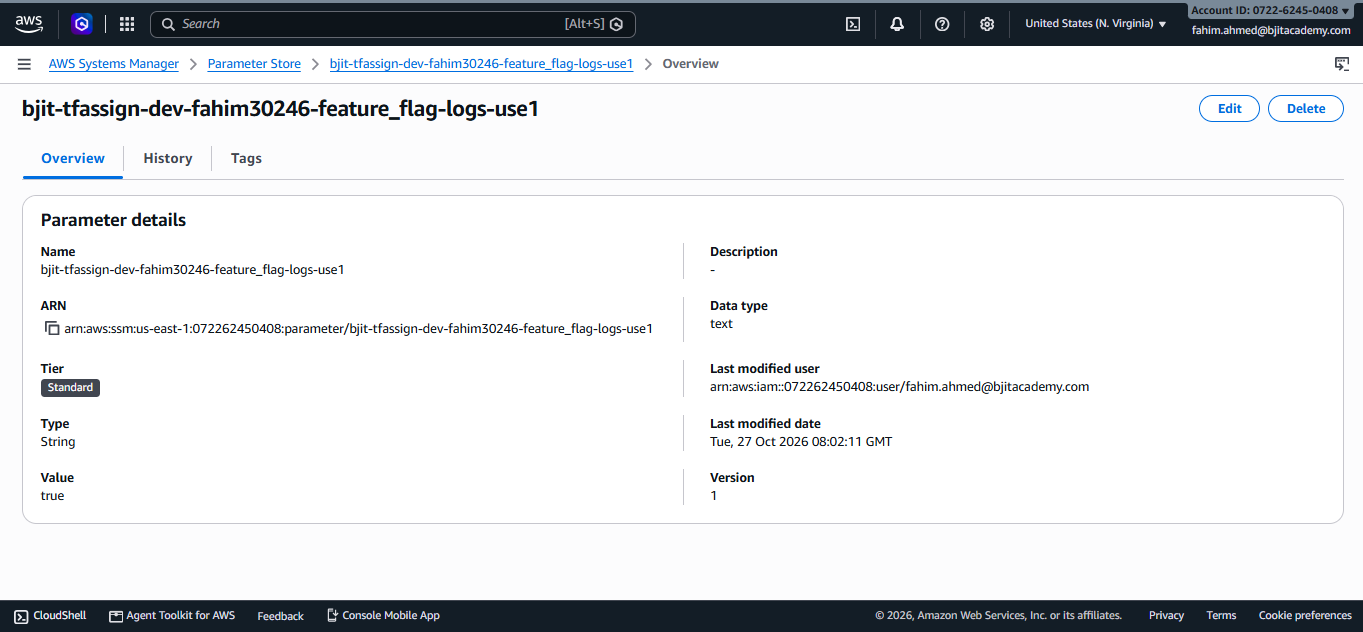 aws
Search
[Alt+S]
United States (N. Virginia)
Account ID: 0722-6245-0408
fahim.ahmed@bjitacademy.com
AWS Systems Manager
Parameter Store
bjit-tfassign-dev-fahim30246-feature_flag-logs-use1
Overview
bjit-tfassign-dev-fahim30246-feature_flag-logs-use1
Edit
Delete
Overview
History
Tags
Parameter details
Name
bjit-tfassign-dev-fahim30246-feature_flag-logs-use1
Description
-
ARN
arn:aws:ssm:us-east-1:072262450408:parameter/bjit-tfassign-dev-fahim30246-feature_flag-logs-use1
Data type
text
Tier
Standard
Last modified user
arn:aws:iam::072262450408:user/fahim.ahmed@bjitacademy.com
Type
String
Last modified date
Tue, 27 Oct 2026 08:02:11 GMT
Value
true
Version
1
CloudShell
Agent Toolkit for AWS
Feedback
Console Mobile App
© 2026, Amazon Web Services, Inc. or its affiliates.
Privacy
Terms
Cookie preferences